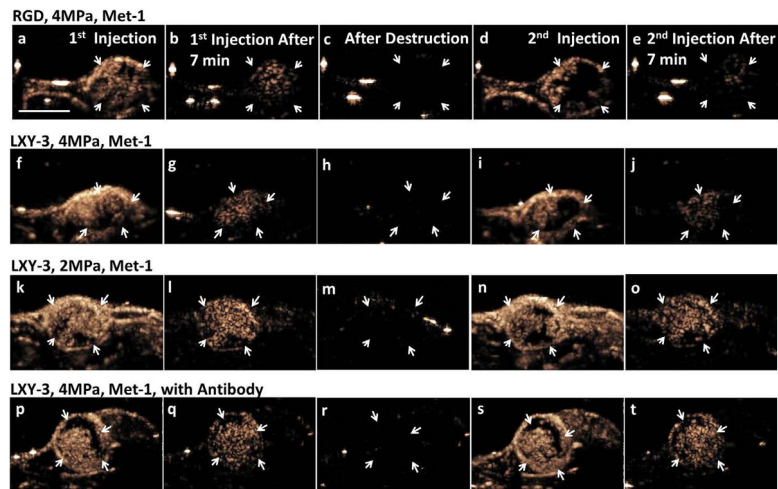 RGD, 4MPa, Met-1
a 1st Injection
b 1st Injection After
7 min
c After Destruction
d 2nd Injection
e 2nd Injection After
7 min
LXY-3, 4MPa, Met-1
f g h i j
LXY-3, 2MPa, Met-1
k l m n o
LXY-3, 4MPa, Met-1, with Antibody
p q r s t